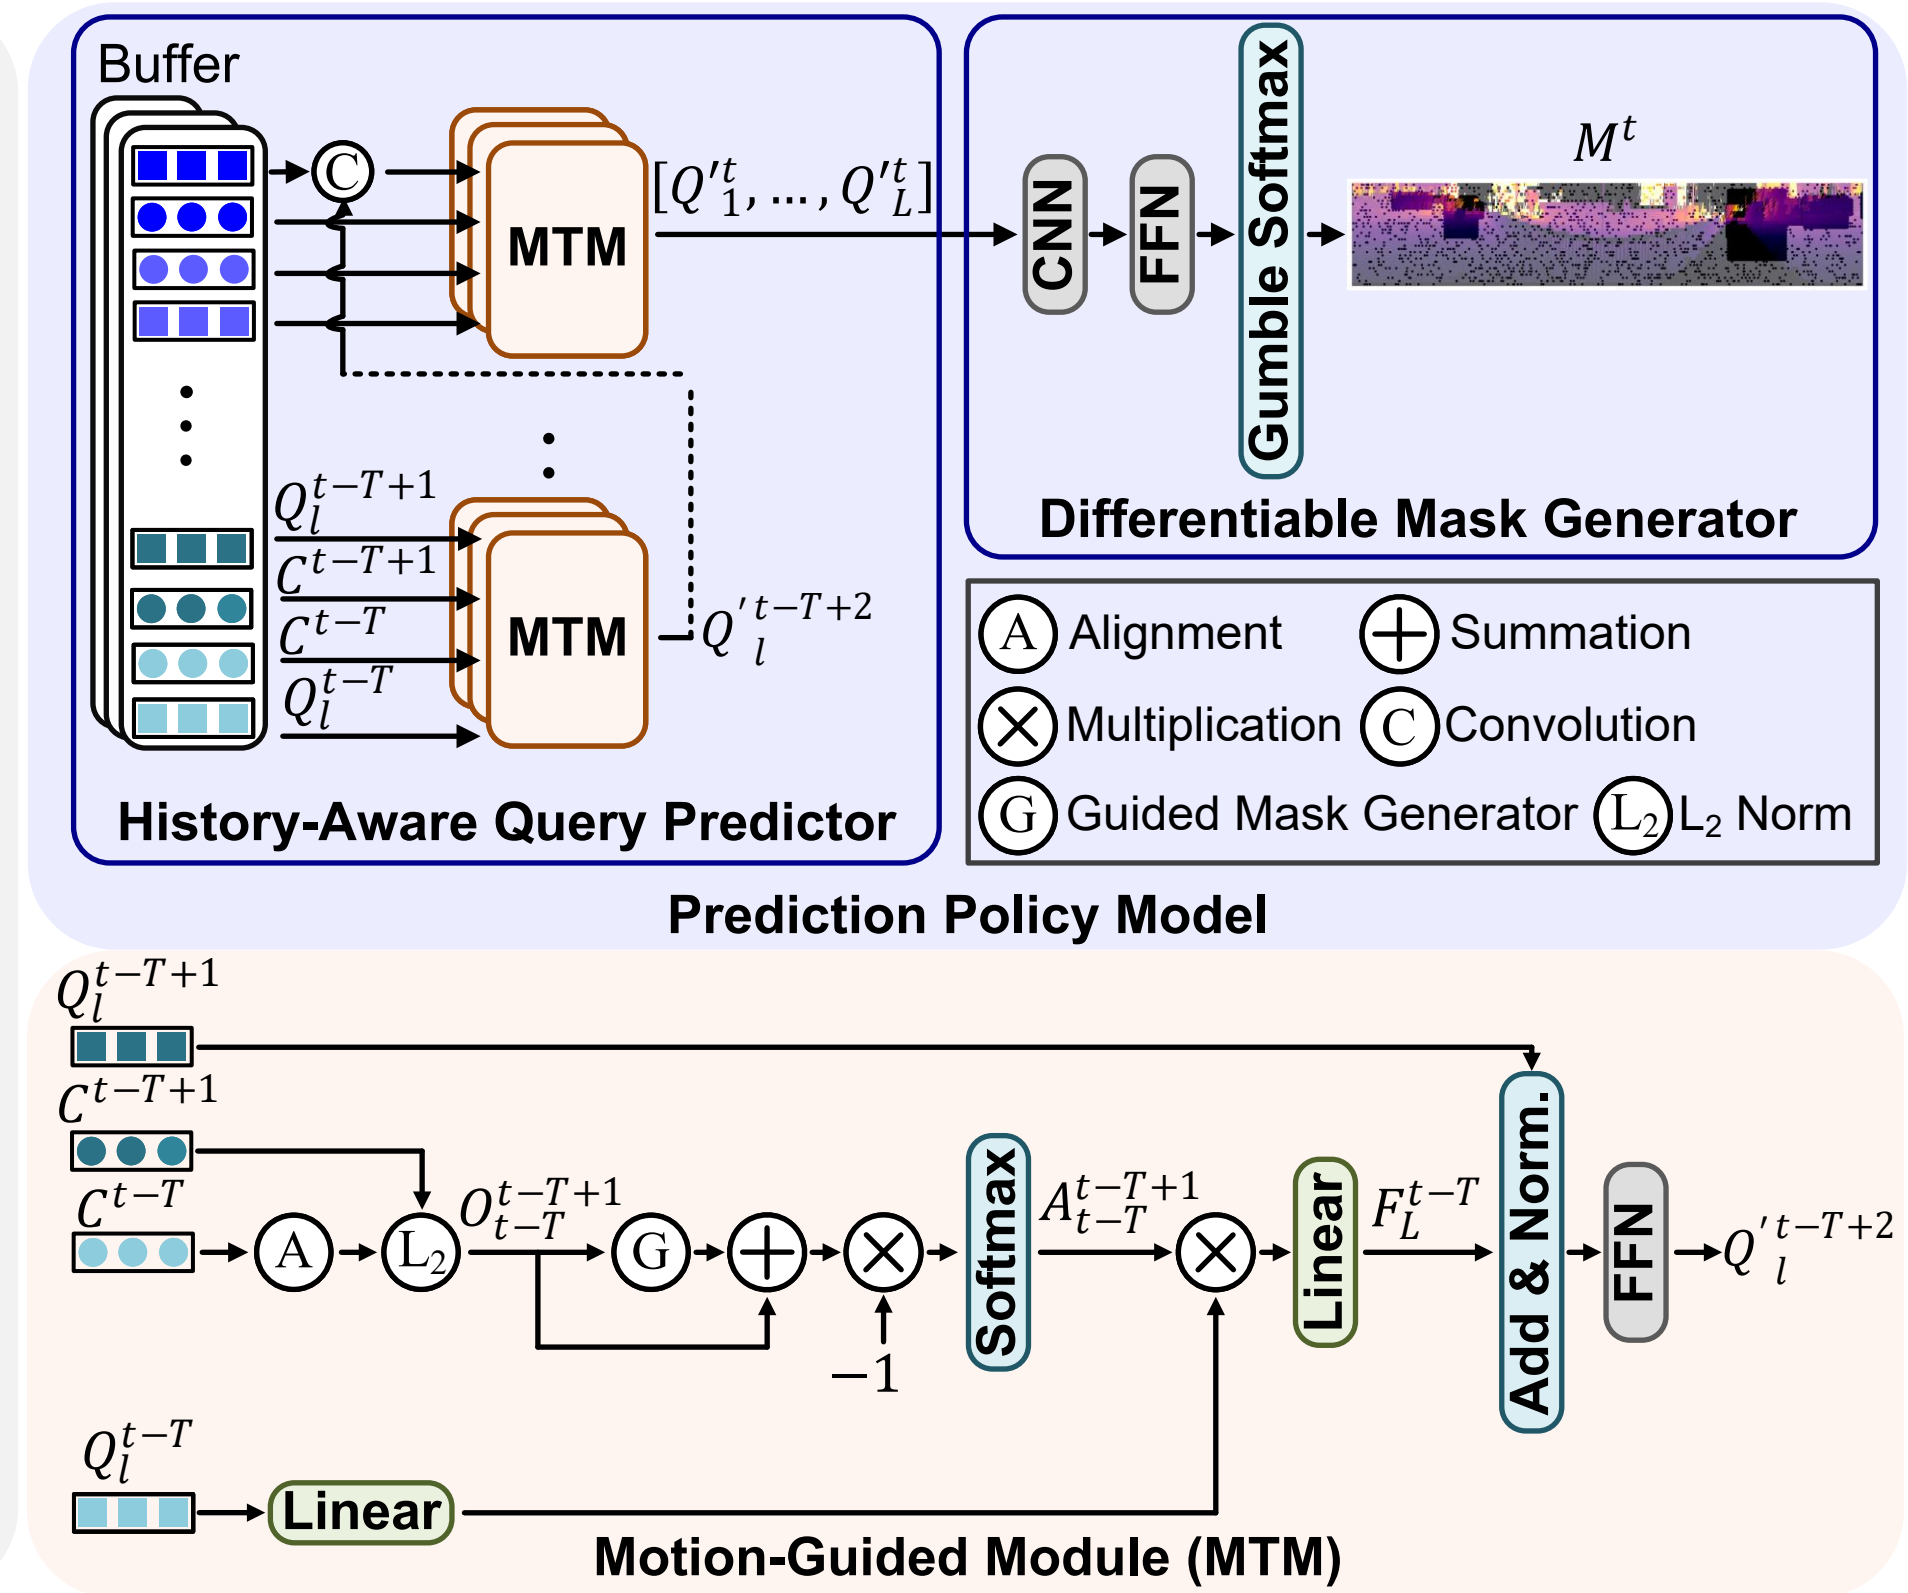 Buffer
C
MTM
[Q'^t_1, ... , Q'^t_L]
Q_l^{t−T+1}
C^{t−T+1}
C^{t−T}
Q_l^{t−T}
MTM
Q'_l^{t−T+2}
History-Aware Query Predictor
CNN
FFN
Gumble Softmax
M^t
Differentiable Mask Generator
A Alignment
Summation
Multiplication
C Convolution
G Guided Mask Generator
L₂ L₂ Norm
Prediction Policy Model
Q_l^{t−T+1}
C^{t−T+1}
C^{t−T}
A
L₂
O_{t−T}^{t−T+1}
G
−1
Softmax
A_{t−T}^{t−T+1}
Linear
F_L^{t−T}
Add & Norm.
FFN
Q'_l^{t−T+2}
Q_l^{t−T}
Linear
Motion-Guided Module (MTM)